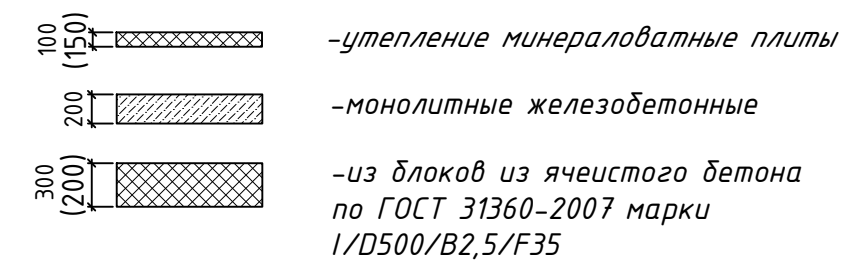 100
(150)
-утепление минераловатные плиты
200
-монолитные железобетонные
300
(200)
-из блоков из ячеистого бетона
по ГОСТ 31360-2007 марки
I/D500/B2,5/F35